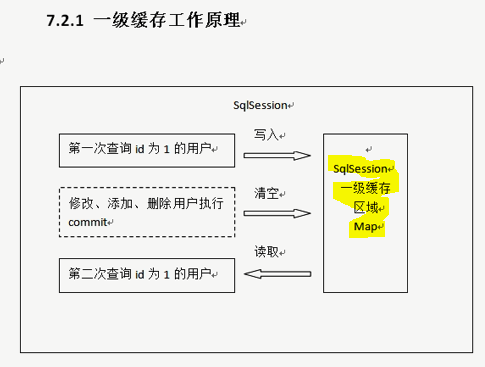 7.2.1 一级缓存工作原理
SqlSession
写入
第一次查询 id 为 1 的用户
SqlSession
一级缓存
区域
Map
清空
修改、添加、删除用户执行
commit
读取
第二次查询 id 为 1 的用户